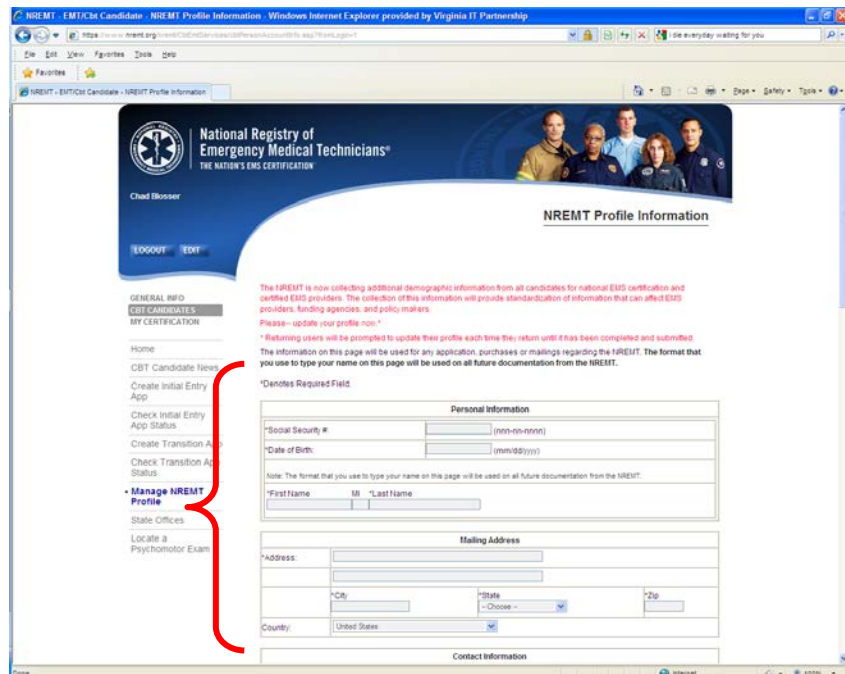 NREMT - EMT/Cbt Candidate - NREMT Profile Information - Windows Internet Explorer provided by Virginia IT Partnership
i die everyday waiting for you
File Edit View Favorites Tools Help
Favorites
NREMT - EMT/Cbt Candidate - NREMT Profile Information
Page Safety Tools
National Registry of
Emergency Medical Technicians®
THE NATION'S EMS CERTIFICATION
Chad Blosser
NREMT Profile Information
LOGOUT EDIT
The NREMT is now collecting additional demographic information from all candidates for national EMS certification and
certified EMS providers. The collection of this information will provide standardization of information that can affect EMS
providers, funding agencies, and policy makers.
Please-- update your profile now.*
* Returning users will be prompted to update their profile each time they return until it has been completed and submitted.
The information on this page will be used for any application, purchases or mailings regarding the NREMT. The format that
you use to type your name on this page will be used on all future documentation from the NREMT.
*Denotes Required Field
GENERAL INFO
CBT CANDIDATES
MY CERTIFICATION
Home
CBT Candidate News
Create Initial Entry
App
Check Initial Entry
App Status
Create Transition App
Check Transition App
Status
Manage NREMT
Profile
State Offices
Locate a
Psychomotor Exam
Personal Information
*Social Security #: (nnn-nn-nnnn)
*Date of Birth: (mm/dd/yyyy)
Note: The format that you use to type your name on this page will be used on all future documentation from the NREMT.
*First Name MI *Last Name
Mailing Address
*Address:
*City *State *Zip
-- Choose --
Country: United States
Contact Information
Done Internet 100%